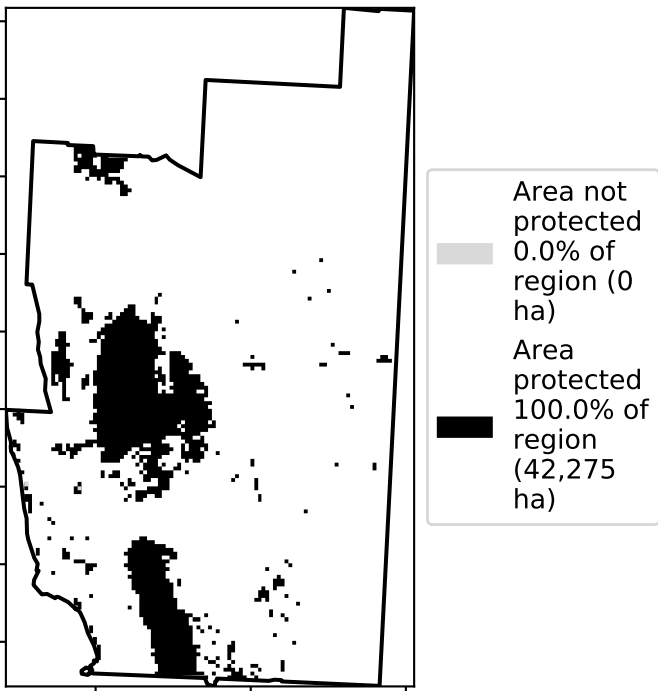 Area not
protected
0.0% of
region (0
ha)
Area
protected
100.0% of
region
(42,275
ha)